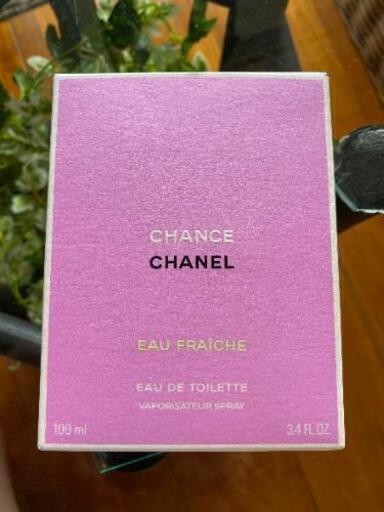 CHANCE
CHANEL
EAU FRAÎCHE
EAU DE TOILETTE
VAPORISATEUR SPRAY
100 ml 3.4 FL.OZ.